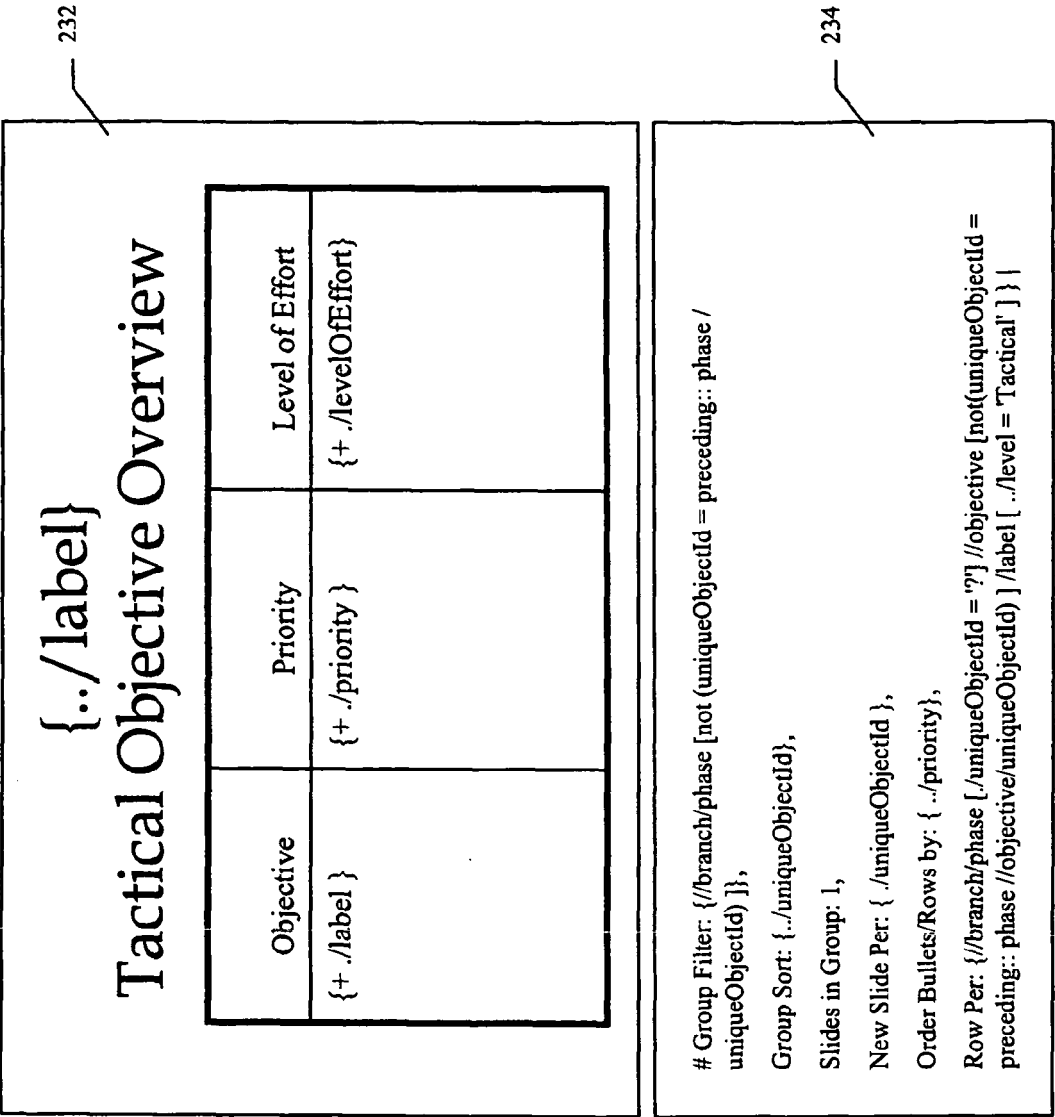 {../label}
Tactical Objective Overview
Objective Priority Level of Effort
{+ ./label } {+ ./priority } {+ ./levelOfEffort}
232
# Group Filter: {//branch/phase [not (uniqueObjectId = preceding:: phase /
uniqueObjectId) ]},
Group Sort: {../uniqueObjectId},
Slides in Group: 1,
New Slide Per: { ./uniqueObjectId },
Order Bullets/Rows by: { ../priority},
Row Per: {//branch/phase [./uniqueObjectId = '?'] //objective [not(uniqueObjectId =
preceding:: phase //objective/uniqueObjectId) ] /label [ ../level = 'Tactical' ] } |
234